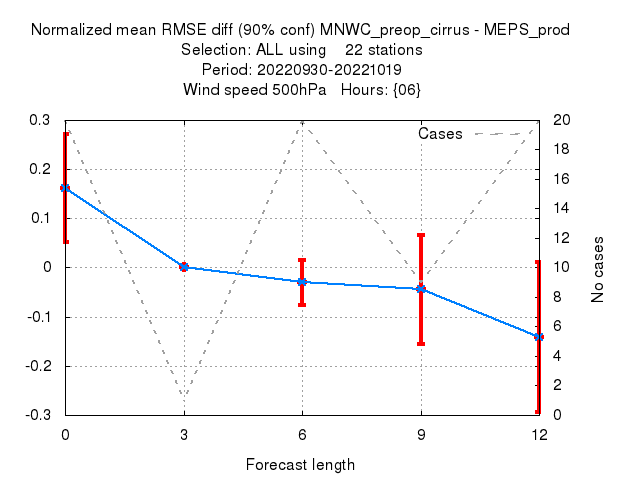 Normalized mean RMSE diff (90% conf) MNWC_preop_cirrus - MEPS_prod
Selection: ALL using 22 stations
Period: 20220930-20221019
Wind speed 500hPa Hours: {06}
Cases
0.3
0.2
0.1
0
-0.1
-0.2
-0.3
20
18
16
14
12
10
8
6
4
2
0
No cases
0 3 6 9 12
Forecast length